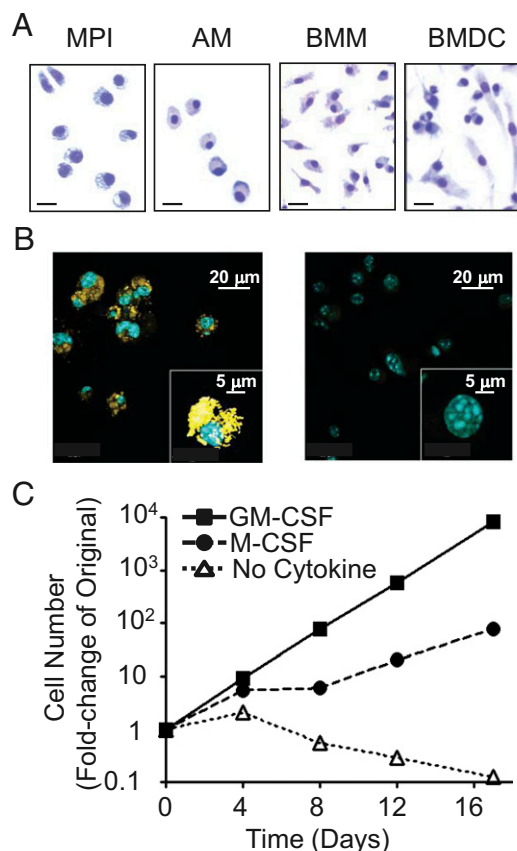 A
MPI AM BMM BMDC
B
20 μm 20 μm
5 μm 5 μm
C
10⁴
10³
10²
10
1
0.1
GM-CSF
M-CSF
No Cytokine
Cell Number
(Fold-change of Original)
0 4 8 12 16
Time (Days)